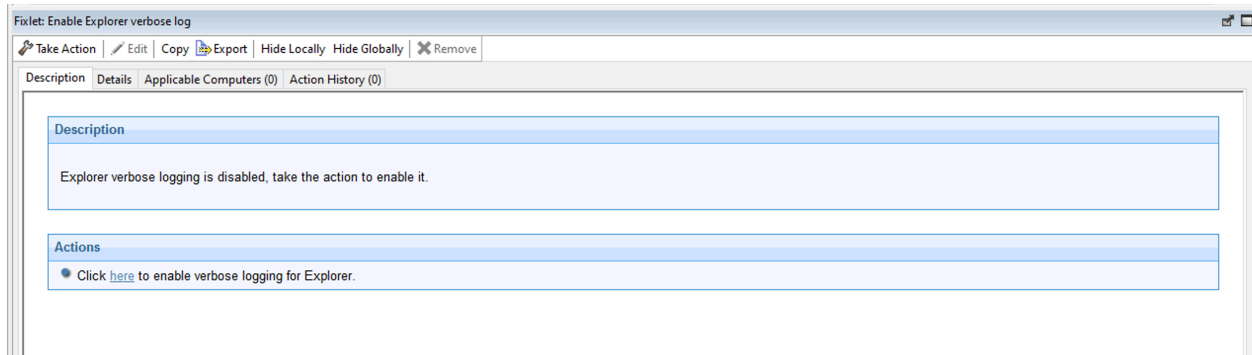 Fixlet: Enable Explorer verbose log
Take Action Edit Copy Export Hide Locally Hide Globally Remove
Description Details Applicable Computers (0) Action History (0)
Description
Explorer verbose logging is disabled, take the action to enable it.
Actions
Click here to enable verbose logging for Explorer.